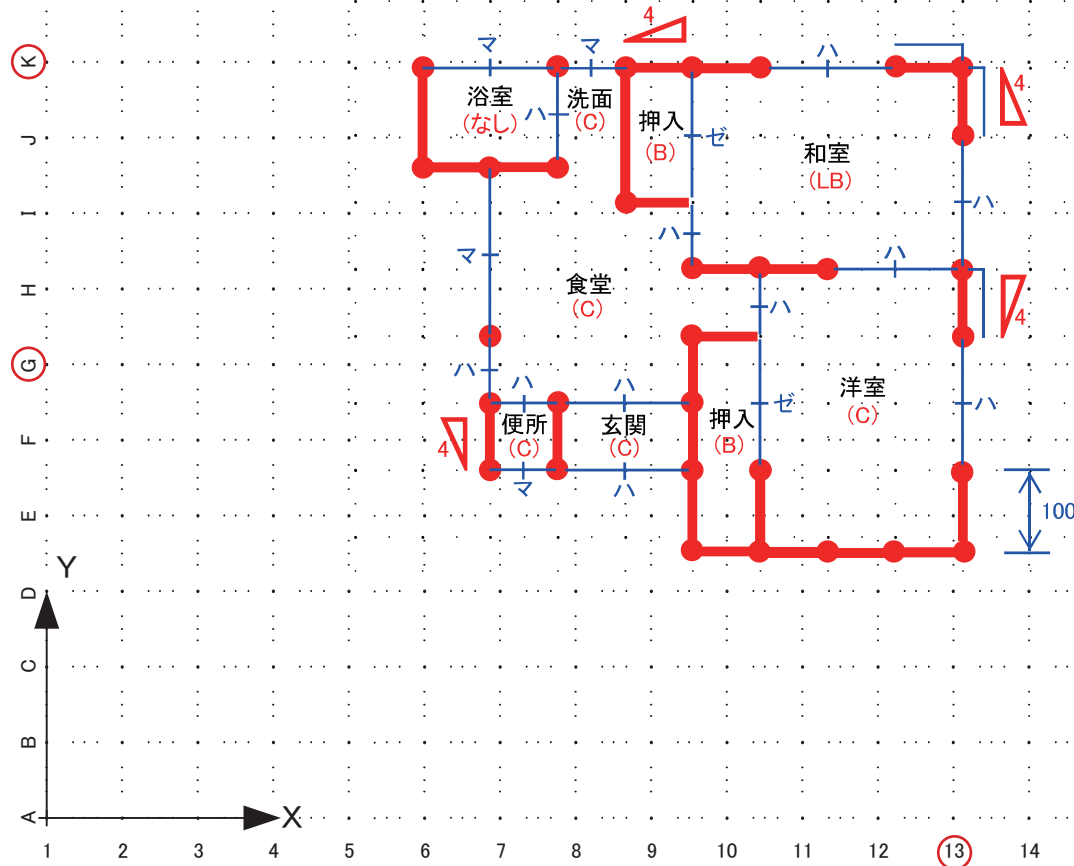 4
マ マ ハ
K
浴室 洗面 押入
(なし) (C) (B)
ハ ゼ
4
J
和室
(LB)
I
ハ
ハ
マ
H
食堂
(C)
ハ
ハ
4
G
ハ ハ ハ
洋室
(C)
ゼ ハ
F
4
便所 玄関 押入
(C) (C) (B)
マ ハ
E
100
Y
D
C
B
A
X
1 2 3 4 5 6 7 8 9 10 11 12 13 14